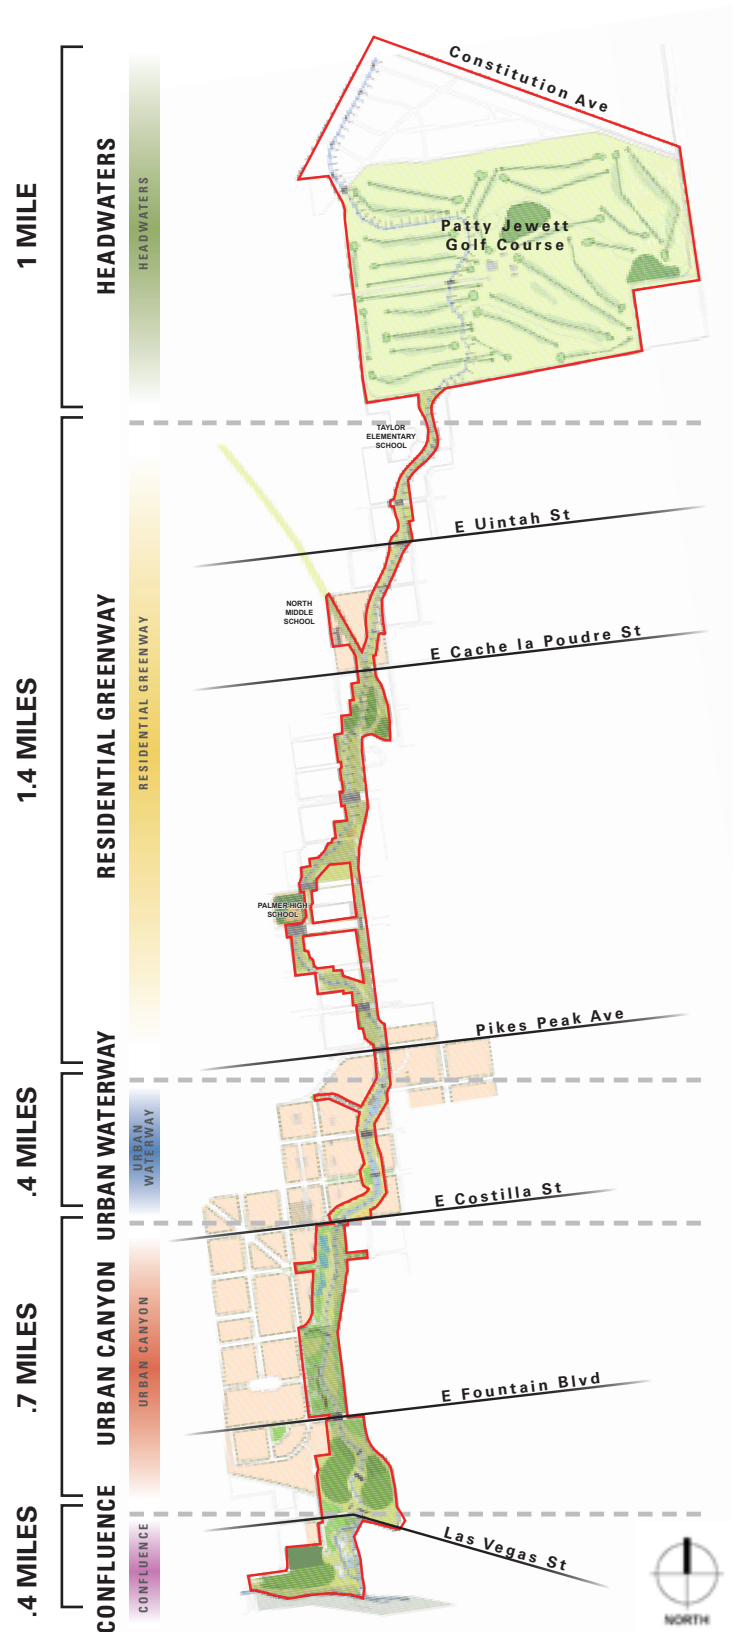 Constitution Ave
1 MILE
HEADWATERS
HEADWATERS
Patty Jewett
Golf Course
TAYLOR
ELEMENTARY
SCHOOL
E Uintah St
NORTH
MIDDLE
SCHOOL
E Cache la Poudre St
1.4 MILES
RESIDENTIAL GREENWAY
RESIDENTIAL GREENWAY
PALMER HIGH
SCHOOL
Pikes Peak Ave
.4 MILES
URBAN WATERWAY
URBAN
WATERWAY
E Costilla St
.7 MILES
URBAN CANYON
URBAN CANYON
E Fountain Blvd
.4 MILES
CONFLUENCE
CONFLUENCE
Las Vegas St
NORTH